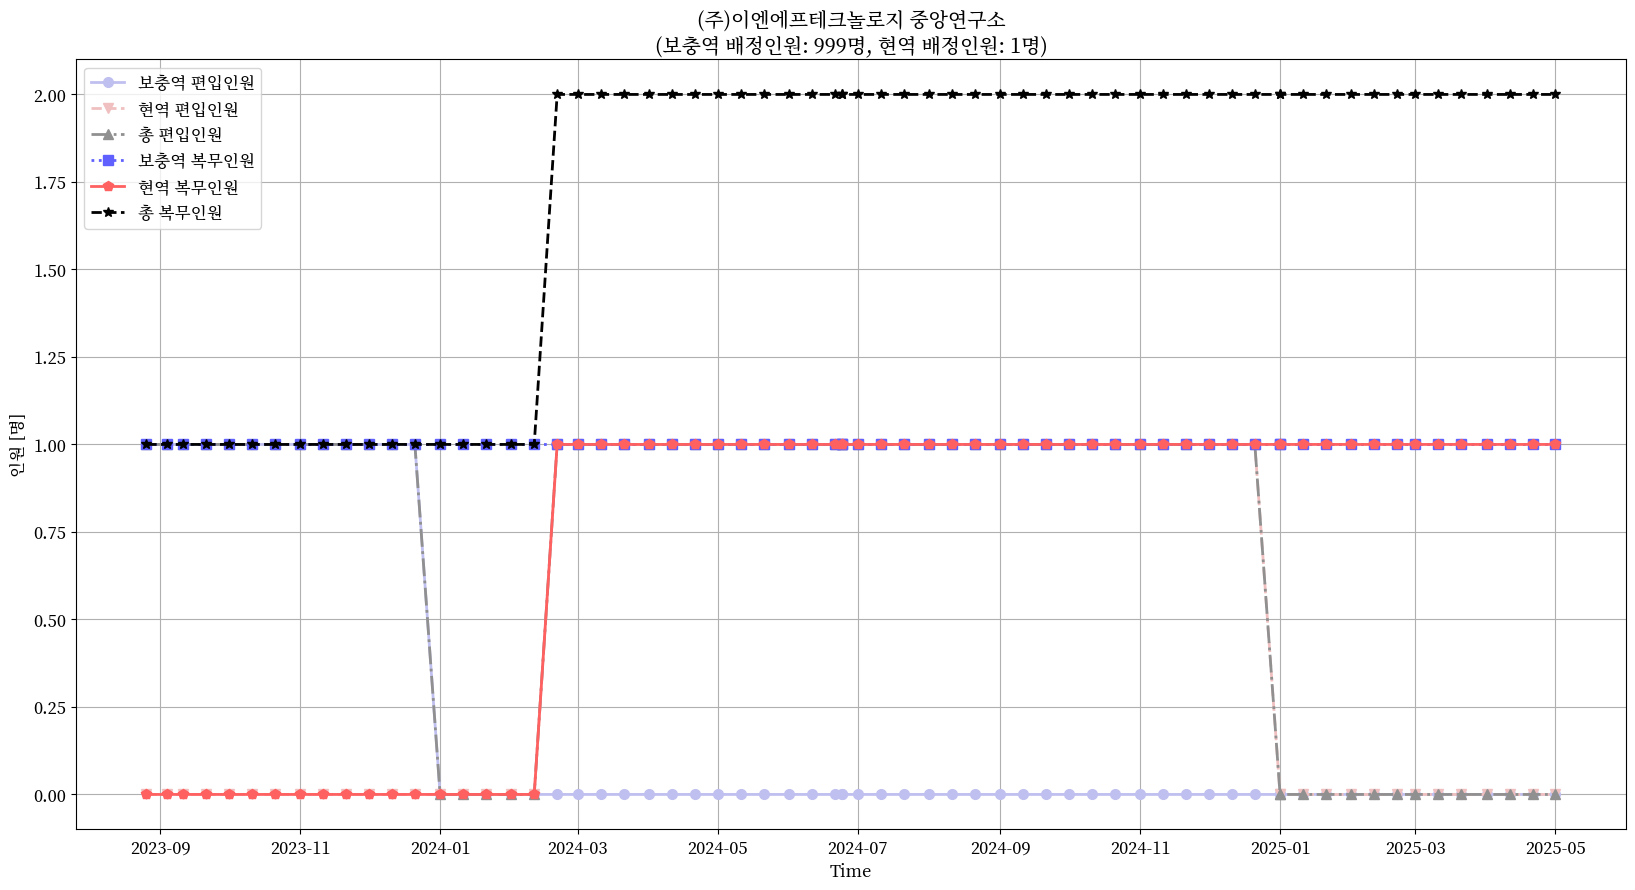 (주)이엔에프테크놀로지 중앙연구소
(보충역 배정인원: 999명, 현역 배정인원: 1명)
보충역 편입인원
현역 편입인원
총 편입인원
보충역 복무인원
현역 복무인원
총 복무인원
2.00
1.75
1.50
1.25
1.00
0.75
0.50
0.25
0.00
인원 [명]
2023-09 2023-11 2024-01 2024-03 2024-05 2024-07 2024-09 2024-11 2025-01 2025-03 2025-05
Time